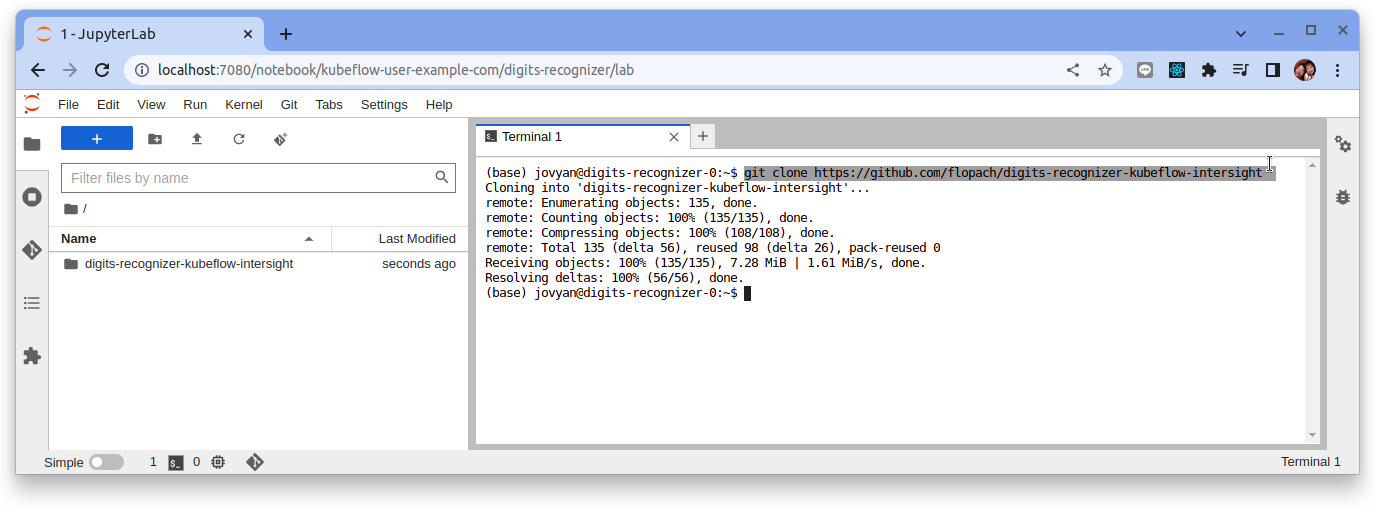 1 - JupyterLab
localhost:7080/notebook/kubeflow-user-example-com/digits-recognizer/lab
File Edit View Run Kernel Git Tabs Settings Help
Filter files by name
/
Name Last Modified
digits-recognizer-kubeflow-intersight seconds ago
Terminal 1
(base) jovyan@digits-recognizer-0:~$ git clone https://github.com/flopach/digits-recognizer-kubeflow-intersight
Cloning into 'digits-recognizer-kubeflow-intersight'...
remote: Enumerating objects: 135, done.
remote: Counting objects: 100% (135/135), done.
remote: Compressing objects: 100% (108/108), done.
remote: Total 135 (delta 56), reused 98 (delta 26), pack-reused 0
Receiving objects: 100% (135/135), 7.28 MiB | 1.61 MiB/s, done.
Resolving deltas: 100% (56/56), done.
(base) jovyan@digits-recognizer-0:~$
Simple 1 $_ 0 Terminal 1